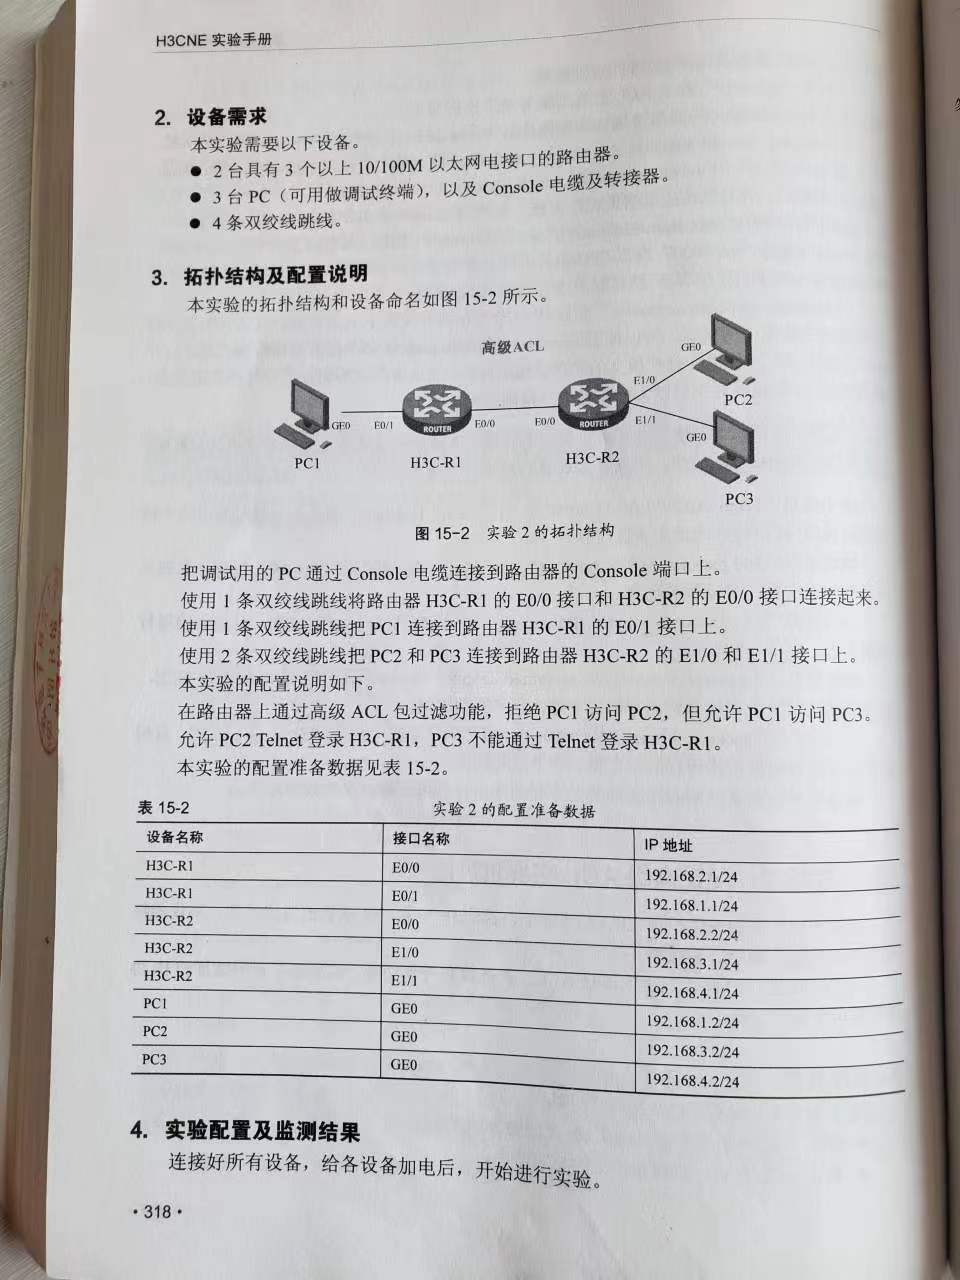 H3CNE 实验手册
2. 设备需求
本实验需要以下设备。
● 2 台具有 3 个以上 10/100M 以太网电接口的路由器。
● 3 台 PC（可用做调试终端），以及 Console 电缆及转接器。
● 4 条双绞线跳线。
3. 拓扑结构及配置说明
本实验的拓扑结构和设备命名如图 15-2 所示。
高级ACL
GE0
E1/0
PC2
GE0
E0/1
ROUTER
E0/0
E0/0
ROUTER
E1/1
GE0
PC1
H3C-R1
H3C-R2
PC3
图 15-2 实验 2 的拓扑结构
把调试用的 PC 通过 Console 电缆连接到路由器的 Console 端口上。
使用 1 条双绞线跳线将路由器 H3C-R1 的 E0/0 接口和 H3C-R2 的 E0/0 接口连接起来。
使用 1 条双绞线跳线把 PC1 连接到路由器 H3C-R1 的 E0/1 接口上。
使用 2 条双绞线跳线把 PC2 和 PC3 连接到路由器 H3C-R2 的 E1/0 和 E1/1 接口上。
本实验的配置说明如下。
在路由器上通过高级 ACL 包过滤功能，拒绝 PC1 访问 PC2，但允许 PC1 访问 PC3。
允许 PC2 Telnet 登录 H3C-R1，PC3 不能通过 Telnet 登录 H3C-R1。
本实验的配置准备数据见表 15-2。
表 15-2 实验 2 的配置准备数据
设备名称 接口名称 IP 地址
H3C-R1 E0/0 192.168.2.1/24
H3C-R1 E0/1 192.168.1.1/24
H3C-R2 E0/0 192.168.2.2/24
H3C-R2 E1/0 192.168.3.1/24
H3C-R2 E1/1 192.168.4.1/24
PC1 GE0 192.168.1.2/24
PC2 GE0 192.168.3.2/24
PC3 GE0 192.168.4.2/24
4. 实验配置及监测结果
连接好所有设备，给各设备加电后，开始进行实验。
·318·